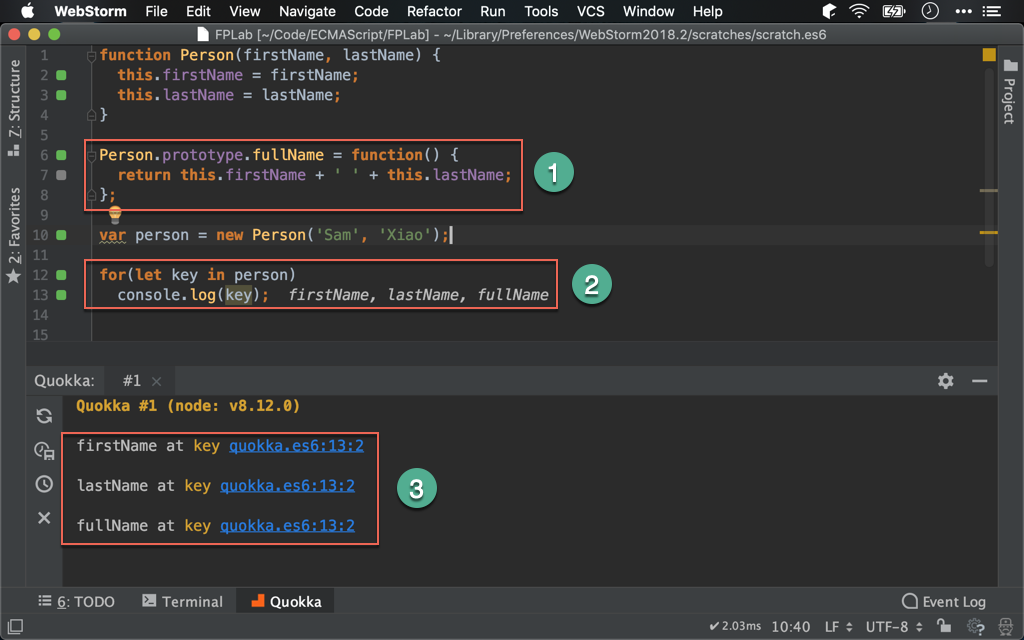 WebStorm File Edit View Navigate Code Refactor Run Tools VCS Window Help
FPLab [~/Code/ECMAScript/FPLab] - ~/Library/Preferences/WebStorm2018.2/scratches/scratch.es6
7: Structure
2: Favorites
Project
1 function Person(firstName, lastName) {
2 this.firstName = firstName;
3 this.lastName = lastName;
4 }
5
6 Person.prototype.fullName = function() {
7 return this.firstName + ' ' + this.lastName;
8 };
1
9
10 var person = new Person('Sam', 'Xiao');
11
12 for(let key in person)
13 console.log(key); firstName, lastName, fullName
2
14
15
Quokka: #1
Quokka #1 (node: v8.12.0)
firstName at key quokka.es6:13:2
lastName at key quokka.es6:13:2
fullName at key quokka.es6:13:2
3
6: TODO Terminal Quokka Event Log
2.03ms 10:40 LF UTF-8